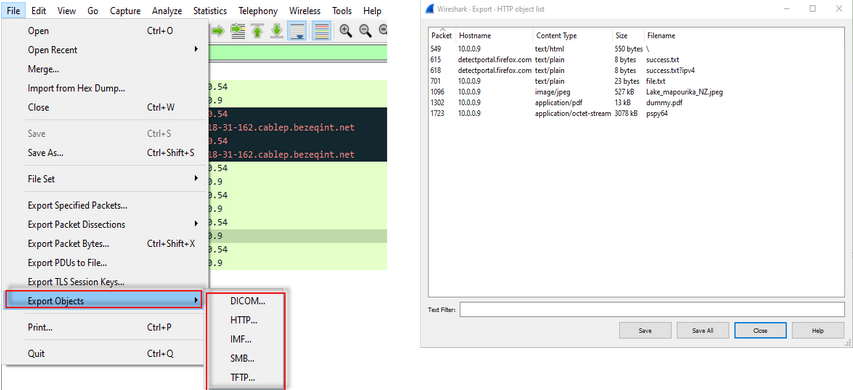 File Edit View Go Capture Analyze Statistics Telephony Wireless Tools Help
Open Ctrl+O
Open Recent
Merge...
Import from Hex Dump...
Close Ctrl+W
Save Ctrl+S
Save As... Ctrl+Shift+S
File Set
Export Specified Packets...
Export Packet Dissections
Export Packet Bytes... Ctrl+Shift+X
Export PDUs to File...
Export TLS Session Keys...
Export Objects
Print... Ctrl+P
Quit Ctrl+Q
DICOM...
HTTP...
IMF...
SMB...
TFTP...
0.54
0.9
0.54
18-31-162.cablep.bezeqint.net
0.54
18-31-162.cablep.bezeqint.net
0.54
0.9
0.54
0.9
0.54
0.9
0.54
0.9
Wireshark - Export - HTTP object list
Packet Hostname Content Type Size Filename
549 10.0.0.9 text/html 550 bytes \
615 detectportal.firefox.com text/plain 8 bytes success.txt
618 detectportal.firefox.com text/plain 8 bytes success.txt?ipv4
701 10.0.0.9 text/plain 23 bytes file.txt
1096 10.0.0.9 image/jpeg 527 kB Lake_mapourika_NZ.jpeg
1302 10.0.0.9 application/pdf 13 kB dummy.pdf
1723 10.0.0.9 application/octet-stream 3078 kB pspy64
Text Filter:
Save Save All Close Help